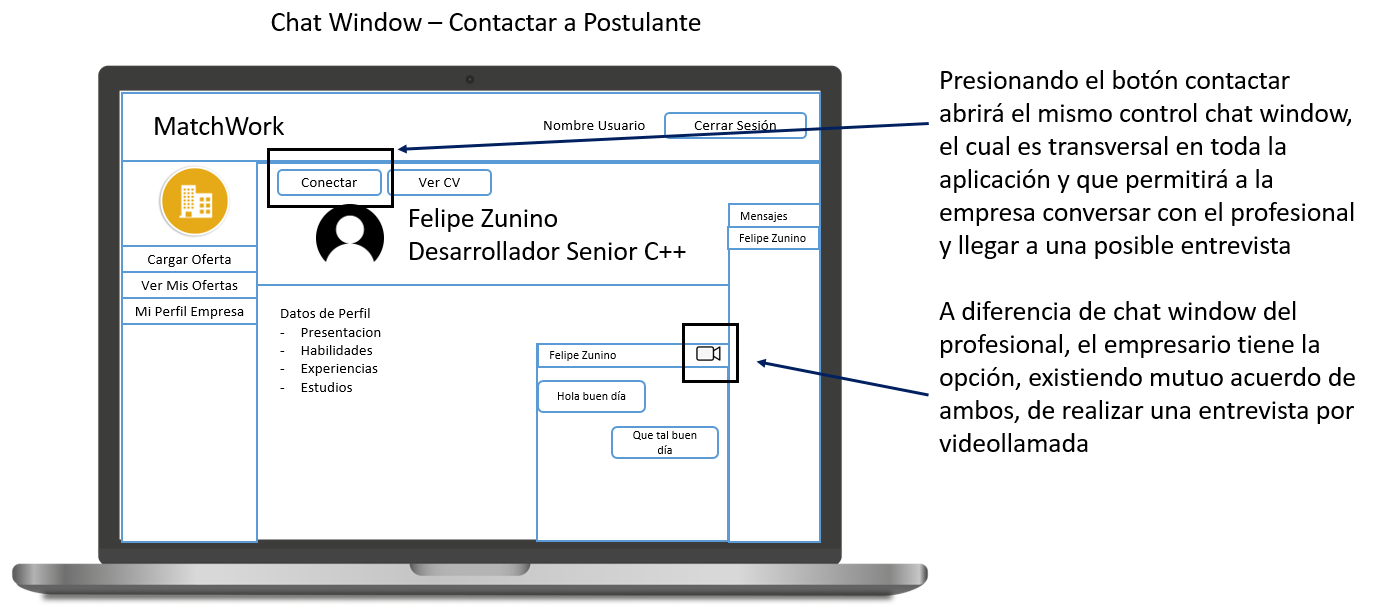 Chat Window – Contactar a Postulante
MatchWork
Nombre Usuario
Cerrar Sesión
Conectar
Ver CV
Felipe Zunino
Desarrollador Senior C++
Mensajes
Felipe Zunino
Cargar Oferta
Ver Mis Ofertas
Mi Perfil Empresa
Datos de Perfil
- Presentacion
- Habilidades
- Experiencias
- Estudios
Felipe Zunino
Hola buen día
Que tal buen
día
Presionando el botón contactar
abrirá el mismo control chat window,
el cual es transversal en toda la
aplicación y que permitirá a la
empresa conversar con el profesional
y llegar a una posible entrevista
A diferencia de chat window del
profesional, el empresario tiene la
opción, existiendo mutuo acuerdo de
ambos, de realizar una entrevista por
videollamada